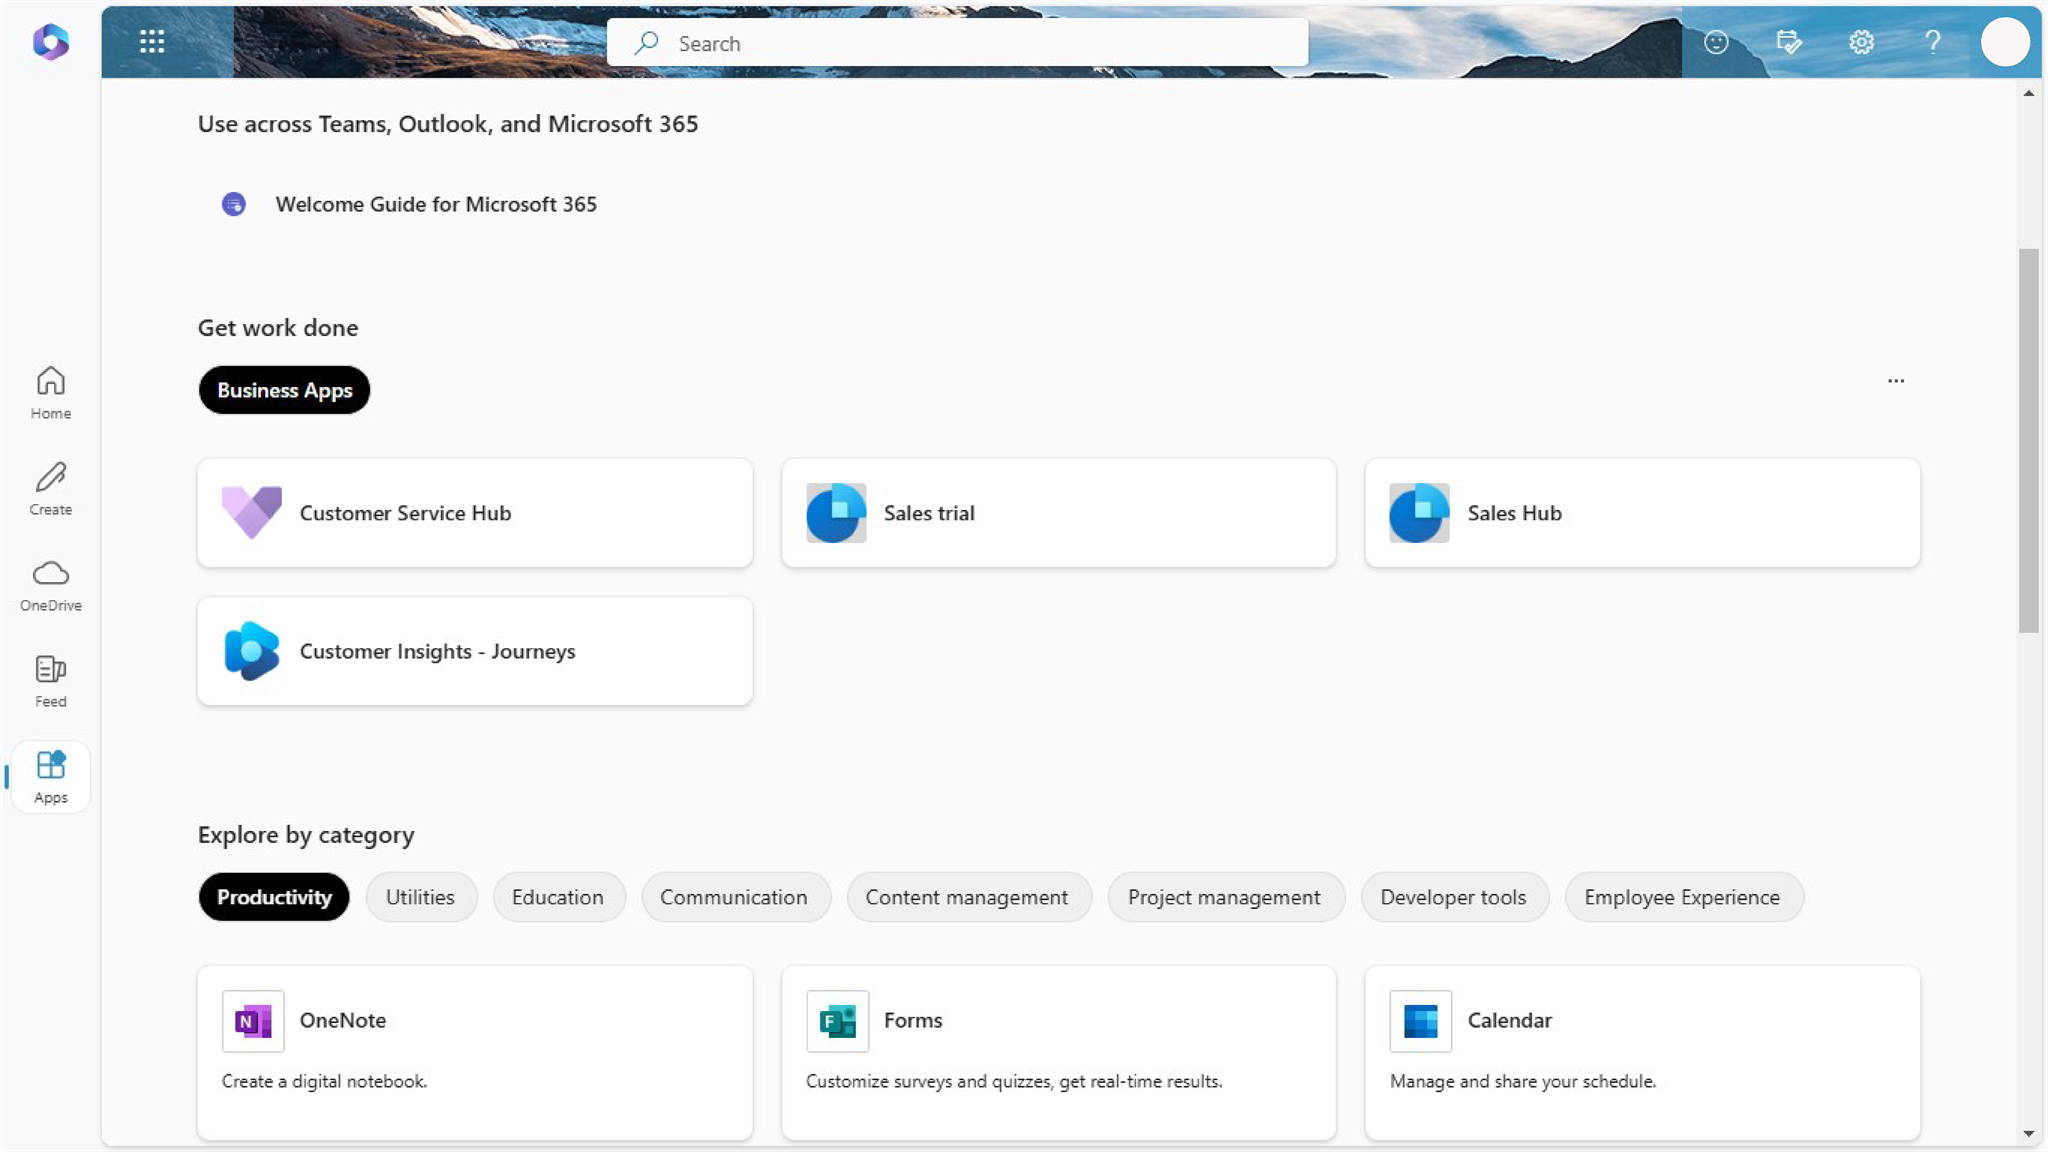 Search
Use across Teams, Outlook, and Microsoft 365
Welcome Guide for Microsoft 365
Get work done
Business Apps
Customer Service Hub
Sales trial
Sales Hub
Customer Insights - Journeys
Home
Create
OneDrive
Feed
Apps
Explore by category
Productivity
Utilities
Education
Communication
Content management
Project management
Developer tools
Employee Experience
N
OneNote
Create a digital notebook.
F
Forms
Customize surveys and quizzes, get real-time results.
Calendar
Manage and share your schedule.